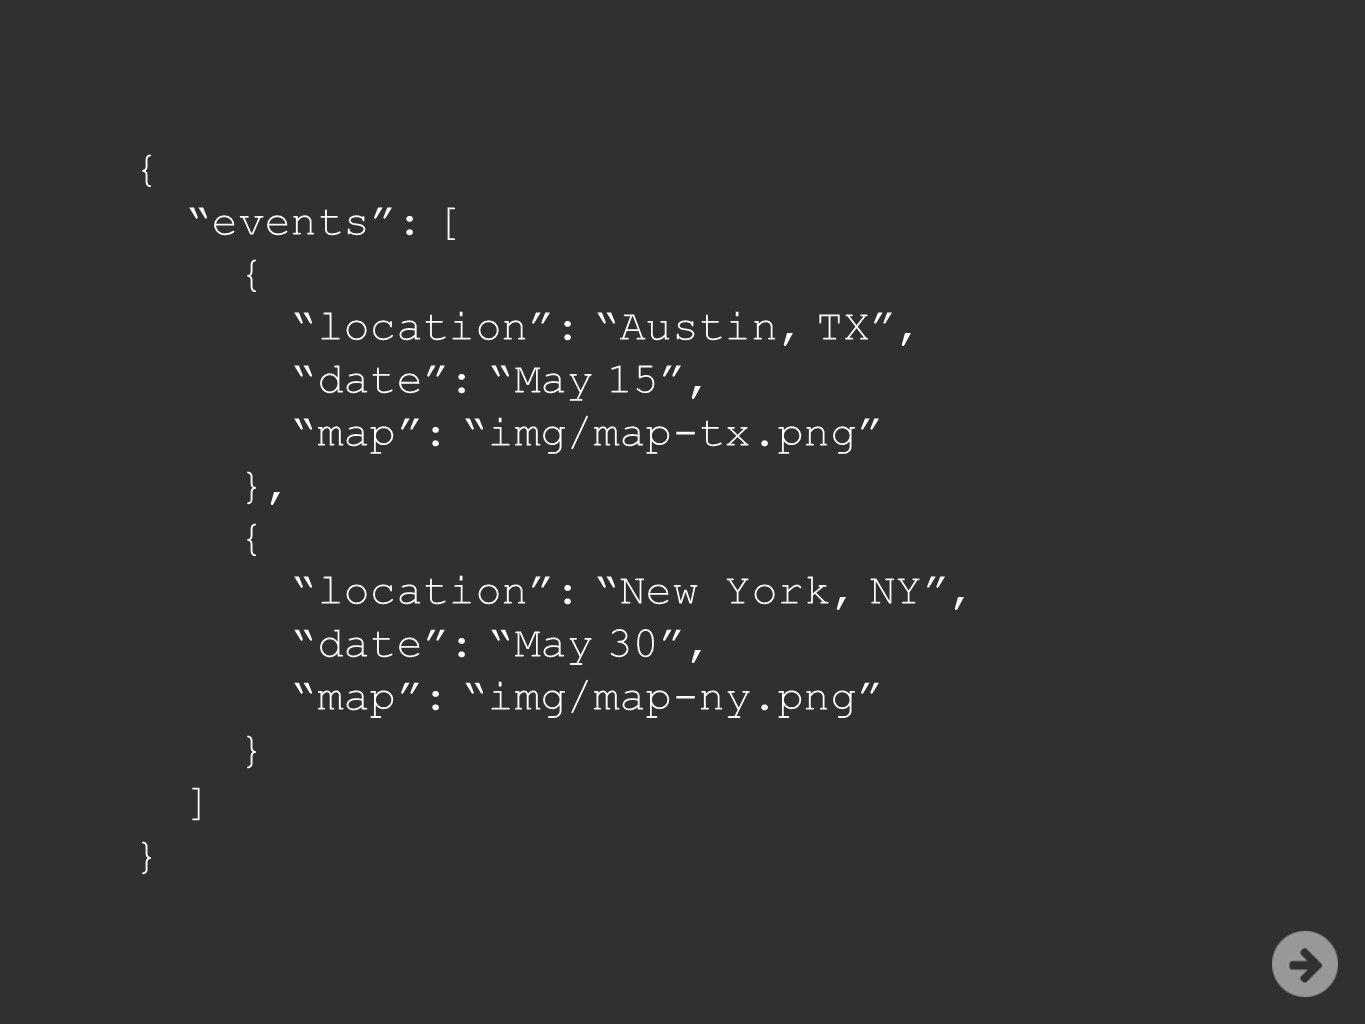 {
“events”: [
{
“location”: “Austin, TX”,
“date”: “May 15”,
“map”: “img/map-tx.png”
},
{
“location”: “New York, NY”,
“date”: “May 30”,
“map”: “img/map-ny.png”
}
]
}